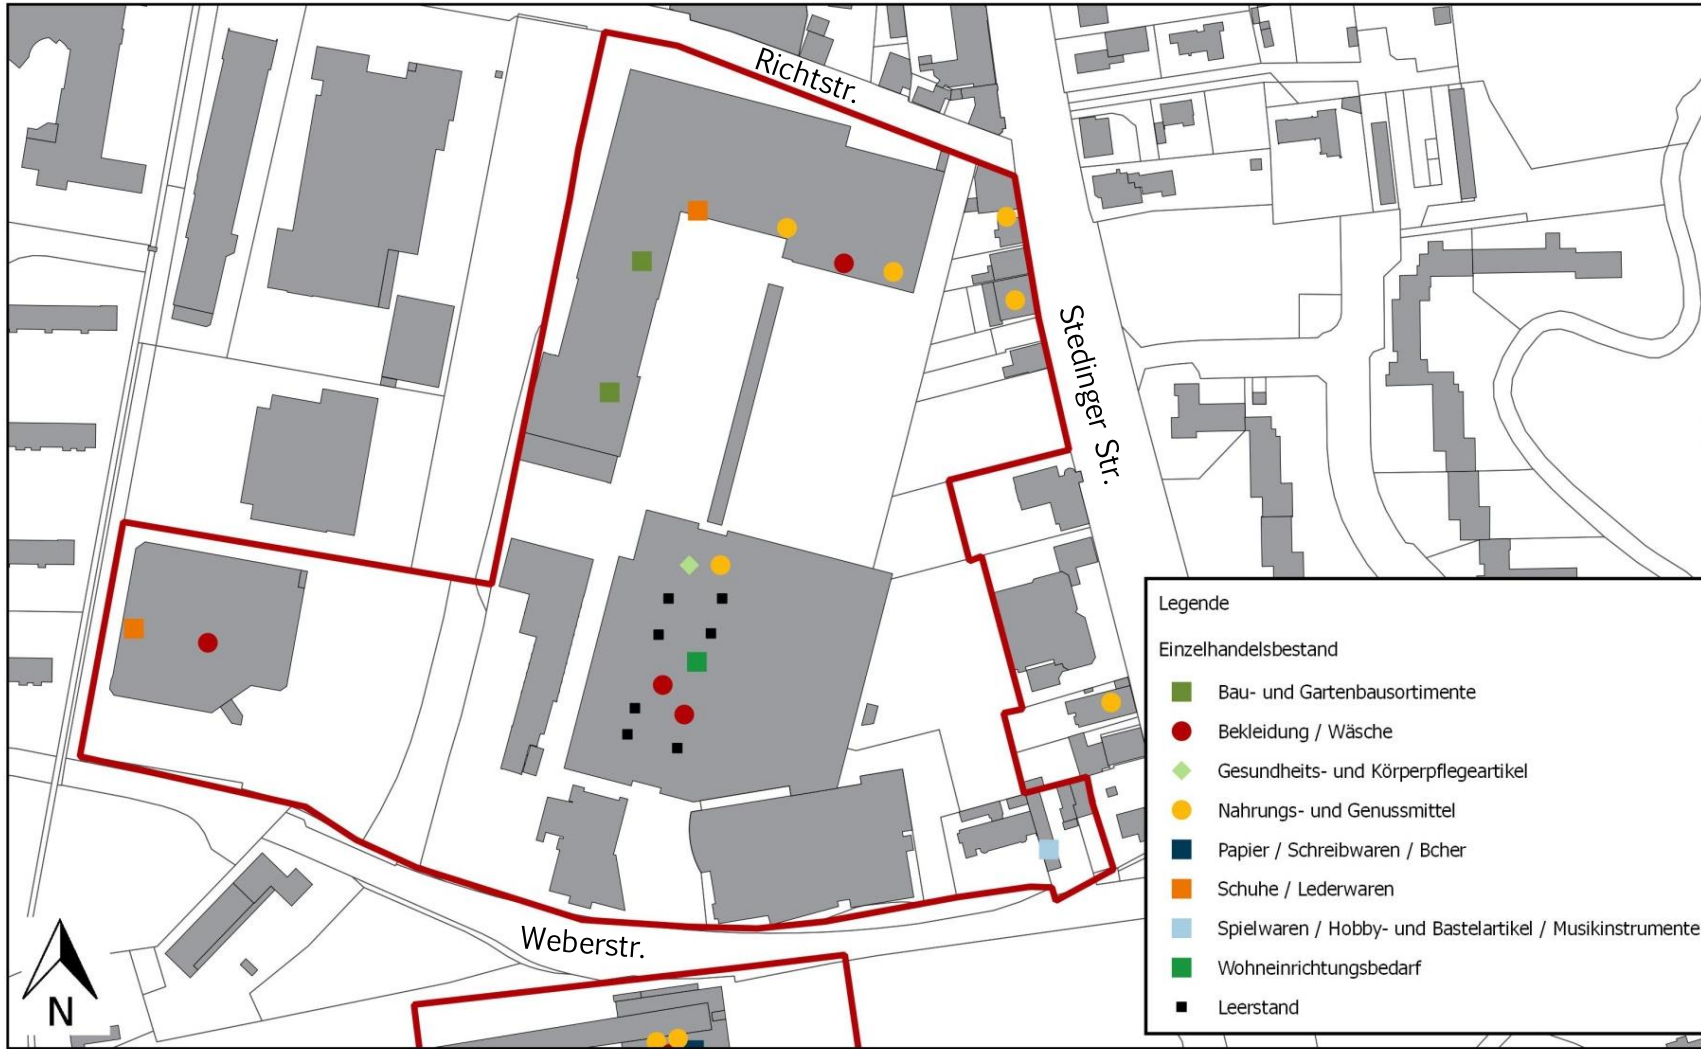 Richtstr.
Stedinger Str.
Weberstr.
N
Legende
Einzelhandelsbestand
Bau- und Gartenbausortimente
Bekleidung / Wäsche
Gesundheits- und Körperpflegeartikel
Nahrungs- und Genussmittel
Papier / Schreibwaren / Bcher
Schuhe / Lederwaren
Spielwaren / Hobby- und Bastelartikel / Musikinstrumente
Wohneinrichtungsbedarf
Leerstand